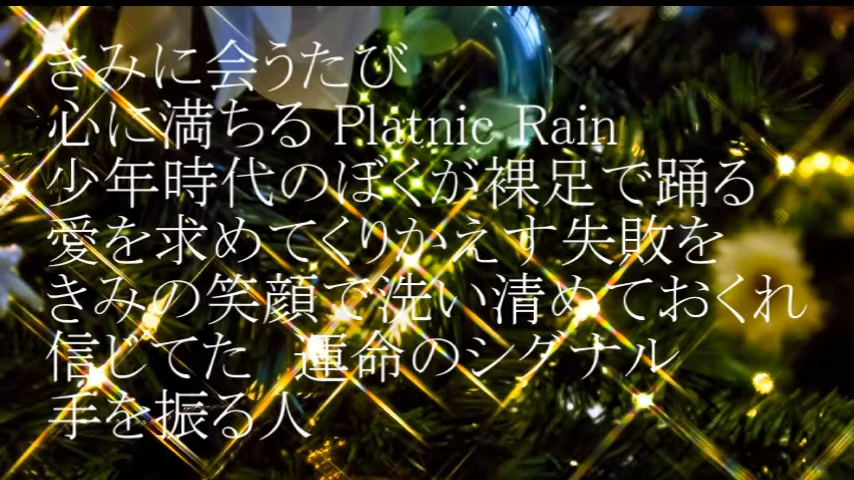 きみに会うたび
心に満ちる Platnic Rain
少年時代のぼくが裸足で踊る
愛を求めてくりかえす失敗を
きみの笑顔で洗い清めておくれ
信じてた　運命のシグナル
手を振る人